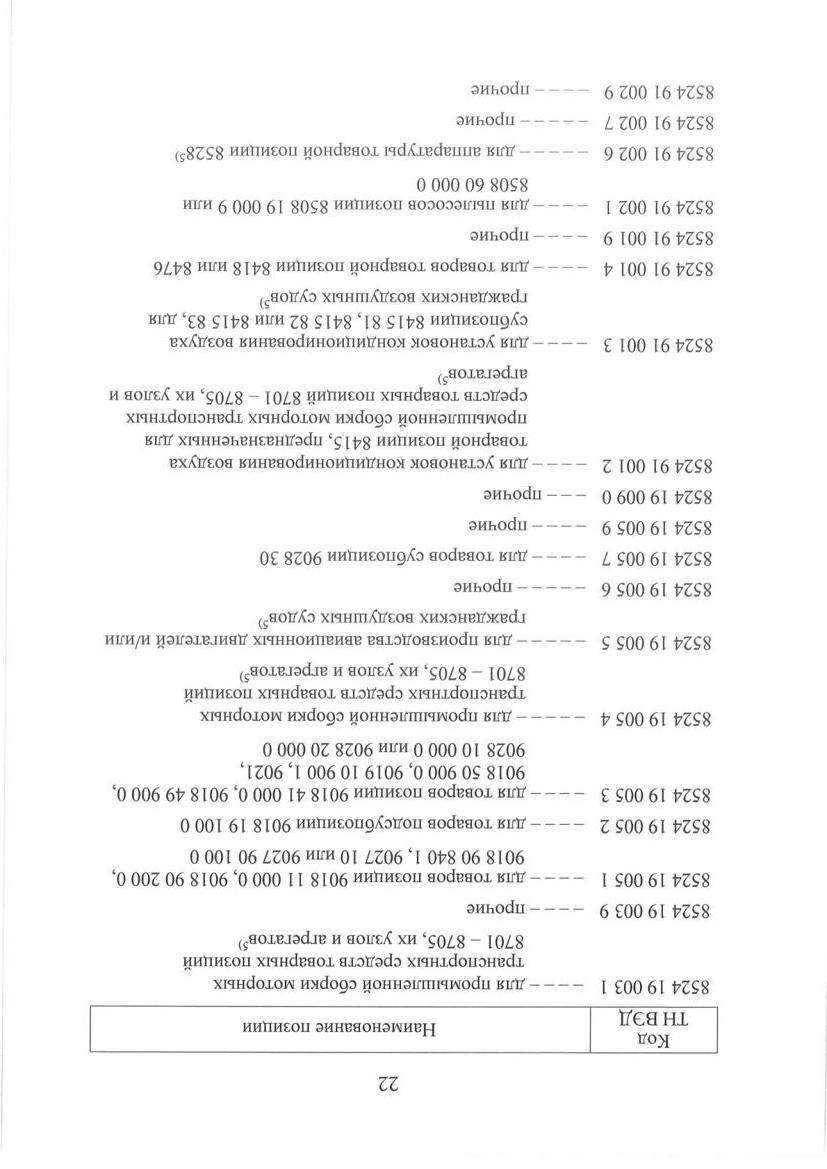 22
Код
ТН ВЭД
Наименование позиции
8524 19 003 1 – – – – для промышленной сборки моторных
транспортных средств товарных позиций
8701 – 8705, их узлов и агрегатов⁵⁾
8524 19 003 9 – – – – прочие
8524 19 005 1 – – – – для товаров позиции 9018 11 000 0, 9018 90 200 0,
9018 90 840 1, 9027 10 или 9027 90 100 0
8524 19 005 2 – – – – для товаров подсубпозиции 9018 19 100 0
8524 19 005 3 – – – – для товаров позиции 9018 41 000 0, 9018 49 900 0,
9018 50 900 0, 9019 10 900 1, 9021,
9028 10 000 0 или 9028 20 000 0
8524 19 005 4 – – – – – для промышленной сборки моторных
транспортных средств товарных позиций
8701 – 8705, их узлов и агрегатов⁵⁾
8524 19 005 5 – – – – – для производства авиационных двигателей и/или
гражданских воздушных судов⁵⁾
8524 19 005 6 – – – – – прочие
8524 19 005 7 – – – – для товаров субпозиции 9028 30
8524 19 005 9 – – – – прочие
8524 19 009 0 – – – прочие
8524 91 001 2 – – – – для установок кондиционирования воздуха
товарной позиции 8415, предназначенных для
промышленной сборки моторных транспортных
средств товарных позиций 8701 – 8705, их узлов и
агрегатов⁵⁾
8524 91 001 3 – – – – для установок кондиционирования воздуха
субпозиции 8415 81, 8415 82 или 8415 83, для
гражданских воздушных судов⁵⁾
8524 91 001 4 – – – – для товаров товарной позиции 8418 или 8476
8524 91 001 9 – – – – прочие
8524 91 002 1 – – – – для пылесосов позиции 8508 19 000 9 или
8508 60 000 0
8524 91 002 6 – – – – – для аппаратуры товарной позиции 8528⁵⁾
8524 91 002 7 – – – – – прочие
8524 91 002 9 – – – – прочие